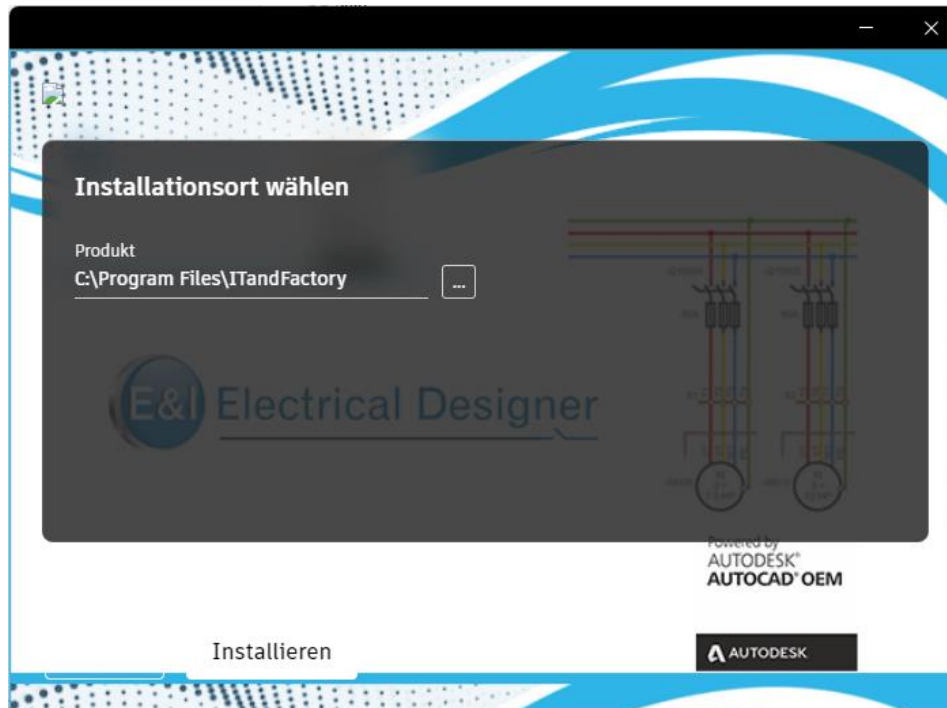 Installationsort wählen
Produkt
C:\Program Files\ITandFactory
...
E&I Electrical Designer
Powered by
AUTODESK®
AUTOCAD® OEM
Installieren
AUTODESK